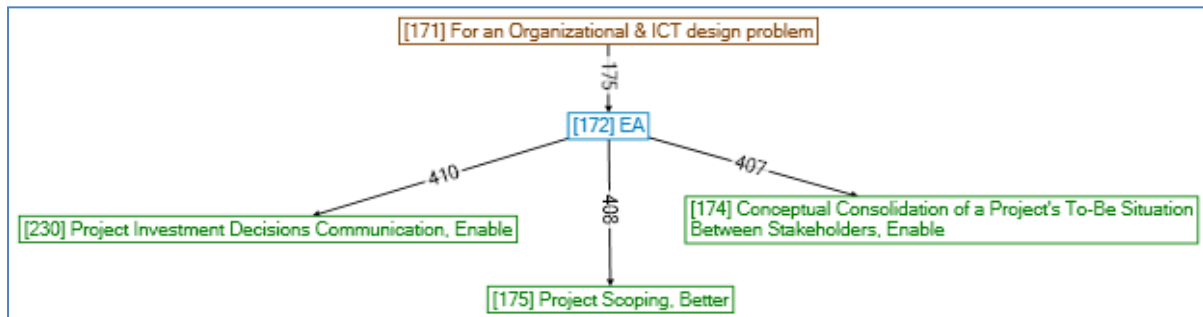 [171] For an Organizational & ICT design problem
175
[172] EA
410
408
407
[230] Project Investment Decisions Communication, Enable
[174] Conceptual Consolidation of a Project's To-Be Situation
Between Stakeholders, Enable
[175] Project Scoping, Better